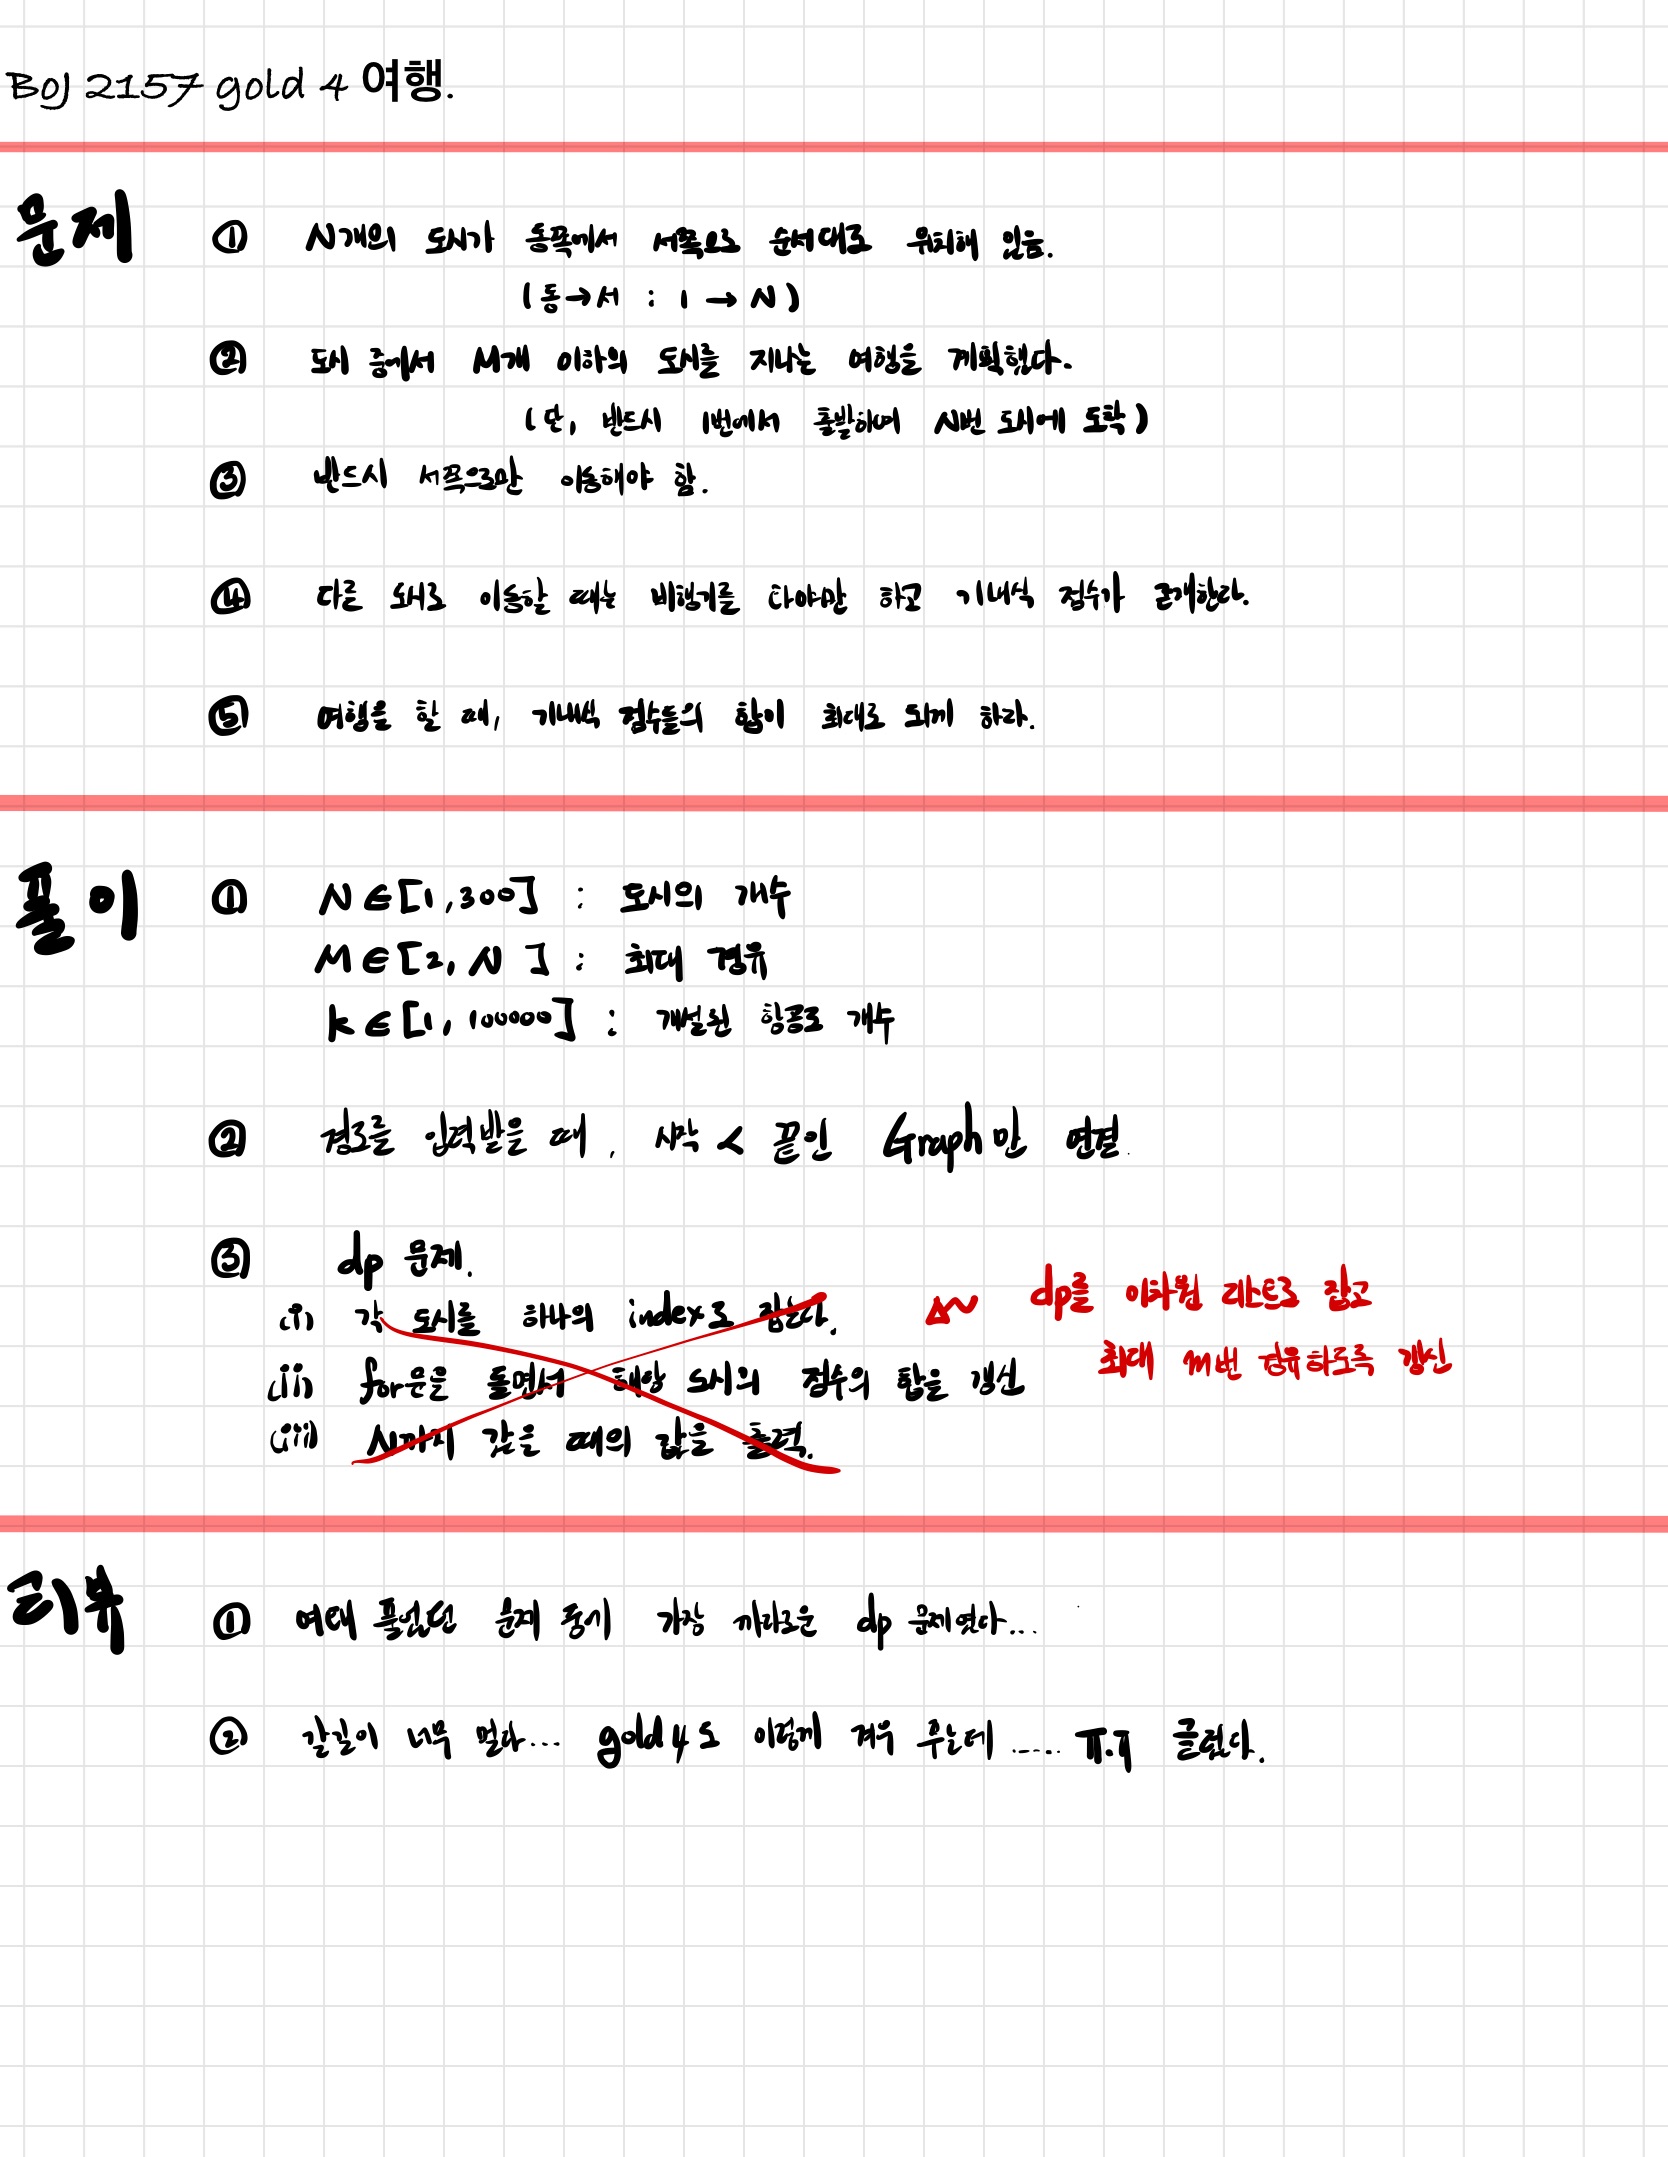 BOJ 2157 gold 4 여행.
문제
① N개의 도시가 동쪽에서 서쪽으로 순서대로 위치해 있음.
(동→서 : 1 → N)
② 도시 중에서 M개 이하의 도시를 지나는 여행을 계획했다.
(단, 반드시 1번에서 출발하여 N번 도시에 도착)
③ 반드시 서쪽으로만 이동해야 함.
④ 다른 도시로 이동할 때는 비행기를 타야만 하고 기내식 점수가 존재한다.
⑤ 여행을 할 때, 기내식 점수들의 합이 최대로 되게 하라.
풀이
① N ∈ [1, 300] : 도시의 개수
M ∈ [2, N] : 최대 경유
k ∈ [1, 100000] : 개설된 항공로 개수
② 경로를 입력받을 때, 시작 < 끝인 Graph만 연결.
③ dp 문제.
(i) 각 도시를 하나의 index로 잡는다.
(ii) for문을 돌면서 해당 도시의 점수의 합을 갱신
(iii) N까지 갔을 때의 값을 출력.
dp를 이차원 리스트로 잡고
최대 m번 경유하도록 갱신
리뷰
① 여태 풀었던 문제 중에 가장 까다로운 dp 문제였다...
② 갈길이 너무 멀다... gold 4도 이렇게 겨우 푸는데 ..... ㅠ.ㅠ 글렀다.